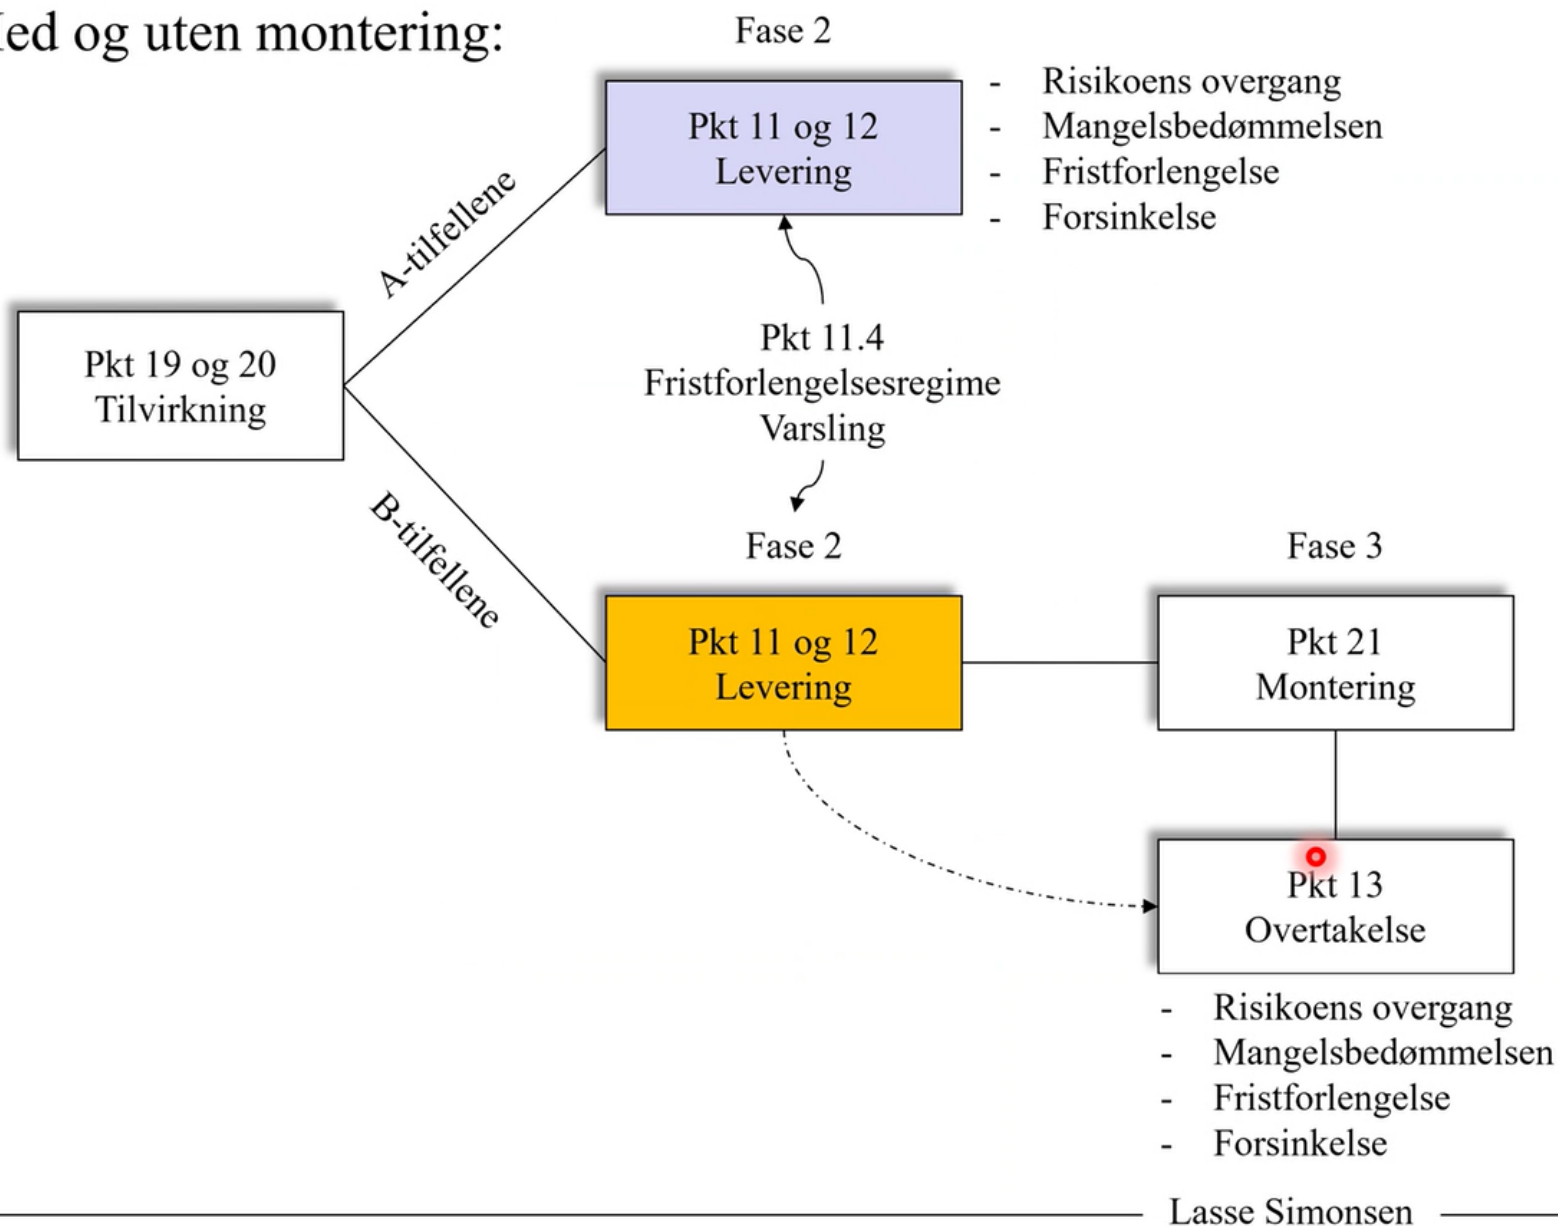 ed og uten montering:
Fase 2
Pkt 11 og 12
Levering
- Risikoens overgang
- Mangelsbedømmelsen
- Fristforlengelse
- Forsinkelse
A-tilfellene
Pkt 19 og 20
Tilvirkning
Pkt 11.4
Fristforlengelsesregime
Varsling
B-tilfellene
Fase 2
Pkt 11 og 12
Levering
Fase 3
Pkt 21
Montering
Pkt 13
Overtakelse
- Risikoens overgang
- Mangelsbedømmelsen
- Fristforlengelse
- Forsinkelse
Lasse Simonsen